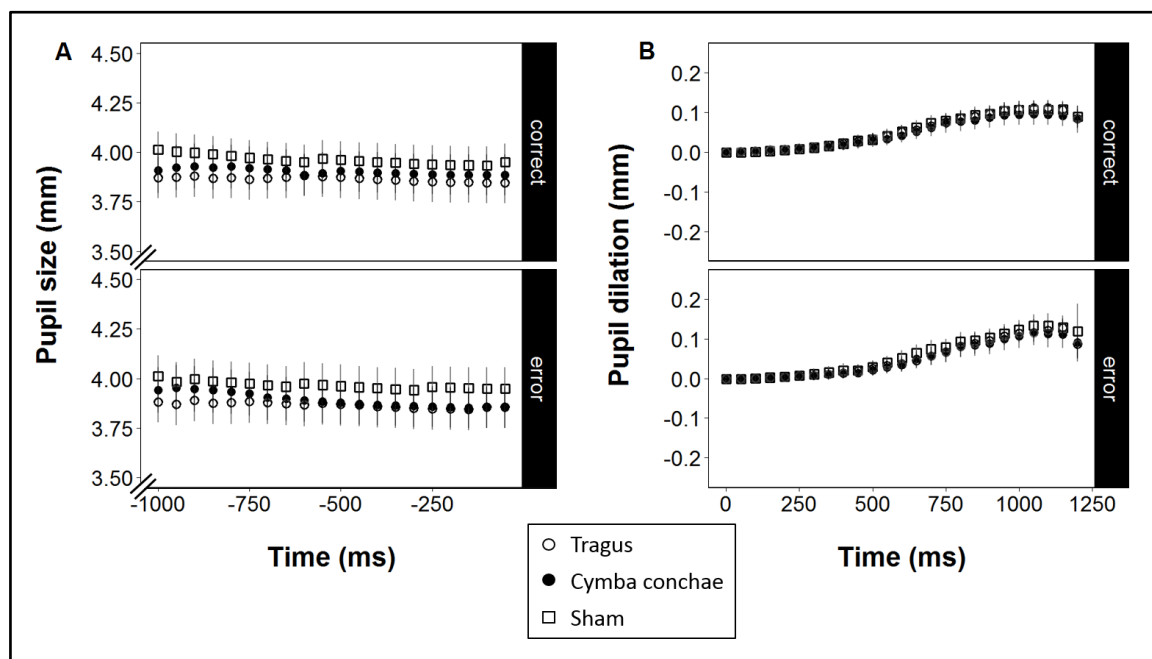 A
Pupil size (mm)
4.50
4.25
4.00
3.75
3.50
correct
4.50
4.25
4.00
3.75
3.50
error
-1000 -750 -500 -250
Time (ms)
B
Pupil dilation (mm)
0.2
0.1
0.0
-0.1
-0.2
correct
0.2
0.1
0.0
-0.1
-0.2
error
0 250 500 750 1000 1250
Time (ms)
Tragus
Cymba conchae
Sham